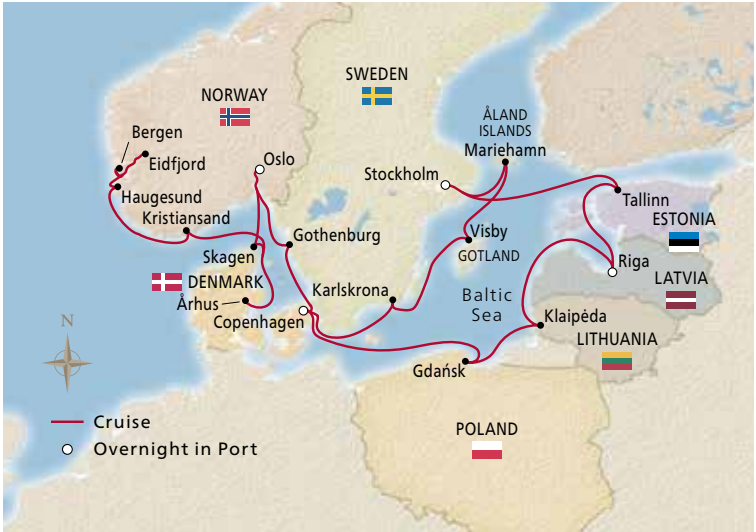 SWEDEN
NORWAY
ÅLAND
ISLANDS
Mariehamn
Bergen
Eidfjord
Oslo
Stockholm
Haugesund
Tallinn
Kristiansand
ESTONIA
Gothenburg
Visby
GOTLAND
Skagen
Riga
DENMARK
LATVIA
Århus
Karlskrona
Baltic
Sea
Copenhagen
Klaipėda
LITHUANIA
N
Gdańsk
Cruise
Overnight in Port
POLAND